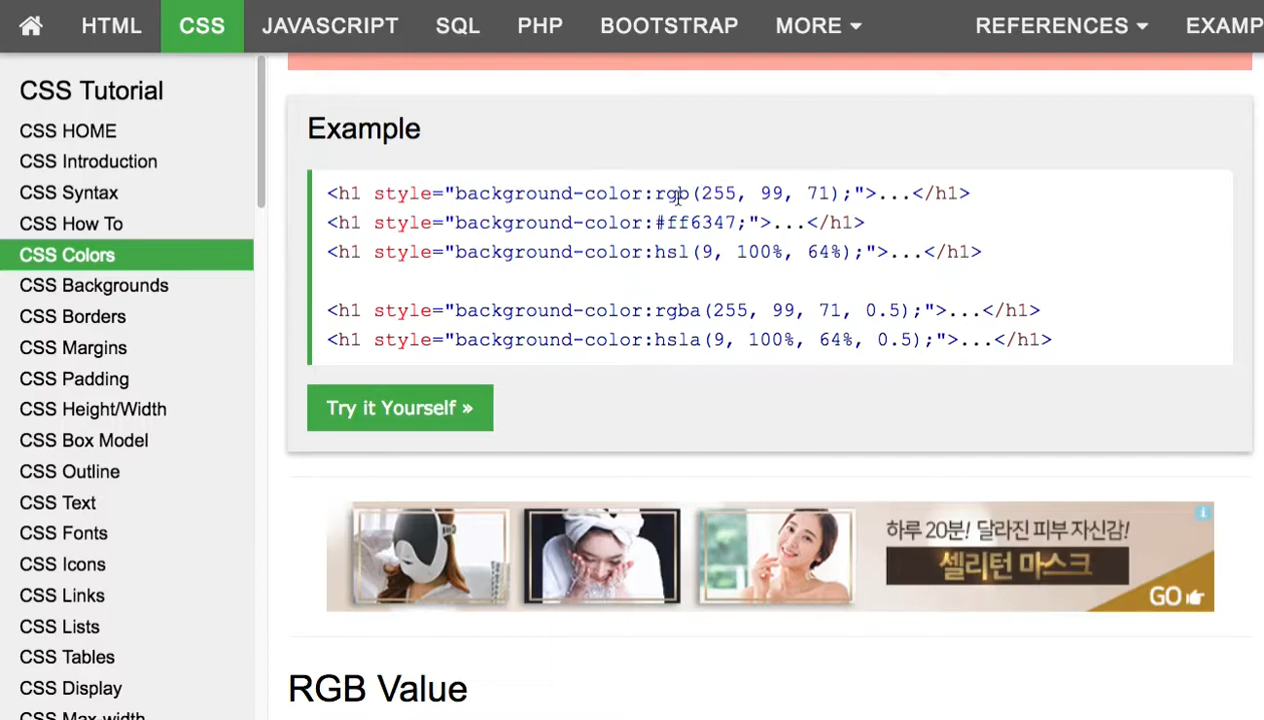 HTML CSS JAVASCRIPT SQL PHP BOOTSTRAP MORE REFERENCES EXAMP
CSS Tutorial
CSS HOME
CSS Introduction
CSS Syntax
CSS How To
CSS Colors
CSS Backgrounds
CSS Borders
CSS Margins
CSS Padding
CSS Height/Width
CSS Box Model
CSS Outline
CSS Text
CSS Fonts
CSS Icons
CSS Links
CSS Lists
CSS Tables
CSS Display
CSS Max-width
Example
<h1 style="background-color:rgb(255, 99, 71);">...</h1>
<h1 style="background-color:#ff6347;">...</h1>
<h1 style="background-color:hsl(9, 100%, 64%);">...</h1>
<h1 style="background-color:rgba(255, 99, 71, 0.5);">...</h1>
<h1 style="background-color:hsla(9, 100%, 64%, 0.5);">...</h1>
Try it Yourself »
하루 20분! 달라진 피부 자신감!
셀리턴 마스크
GO
RGB Value